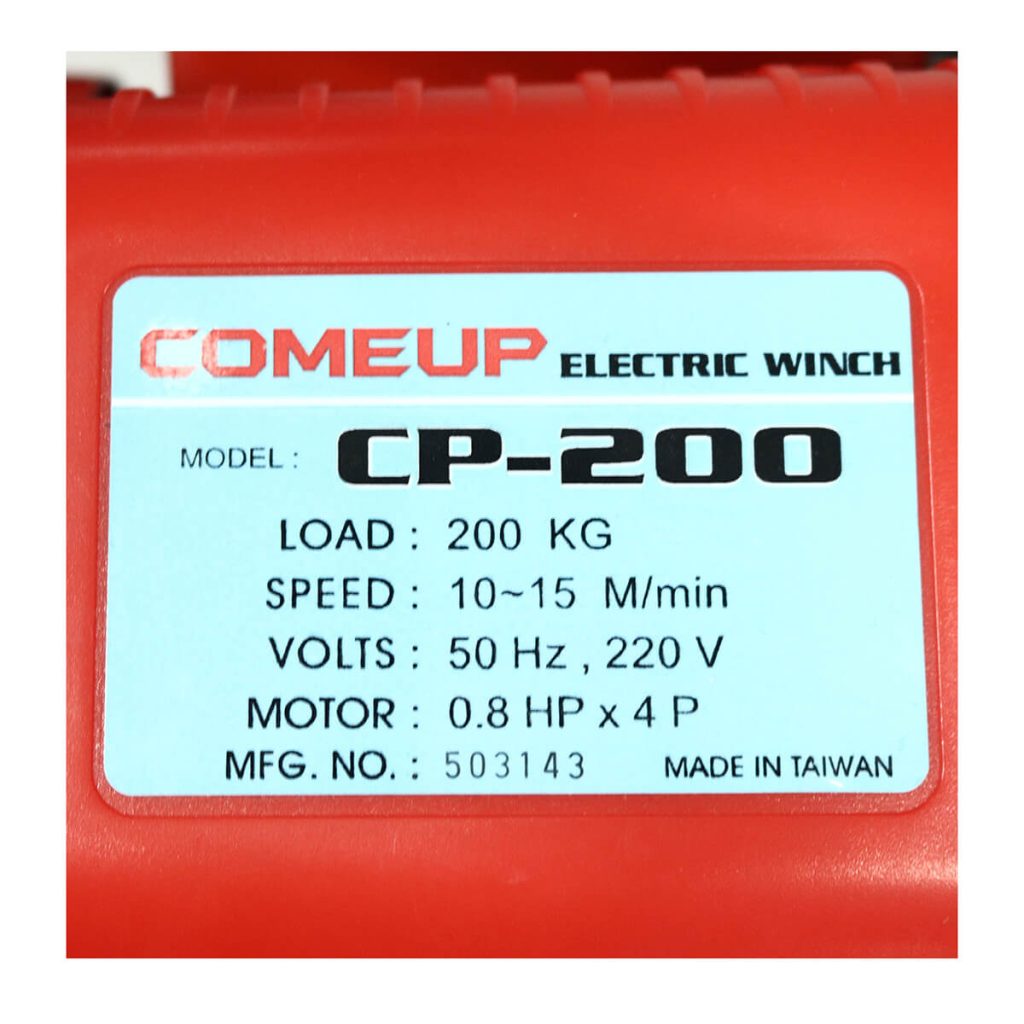 COMEUP ELECTRIC WINCH
MODEL : CP-200
LOAD : 200 KG
SPEED : 10~15 M/min
VOLTS : 50 Hz , 220 V
MOTOR : 0.8 HP x 4 P
MFG. NO. : 503143 MADE IN TAIWAN